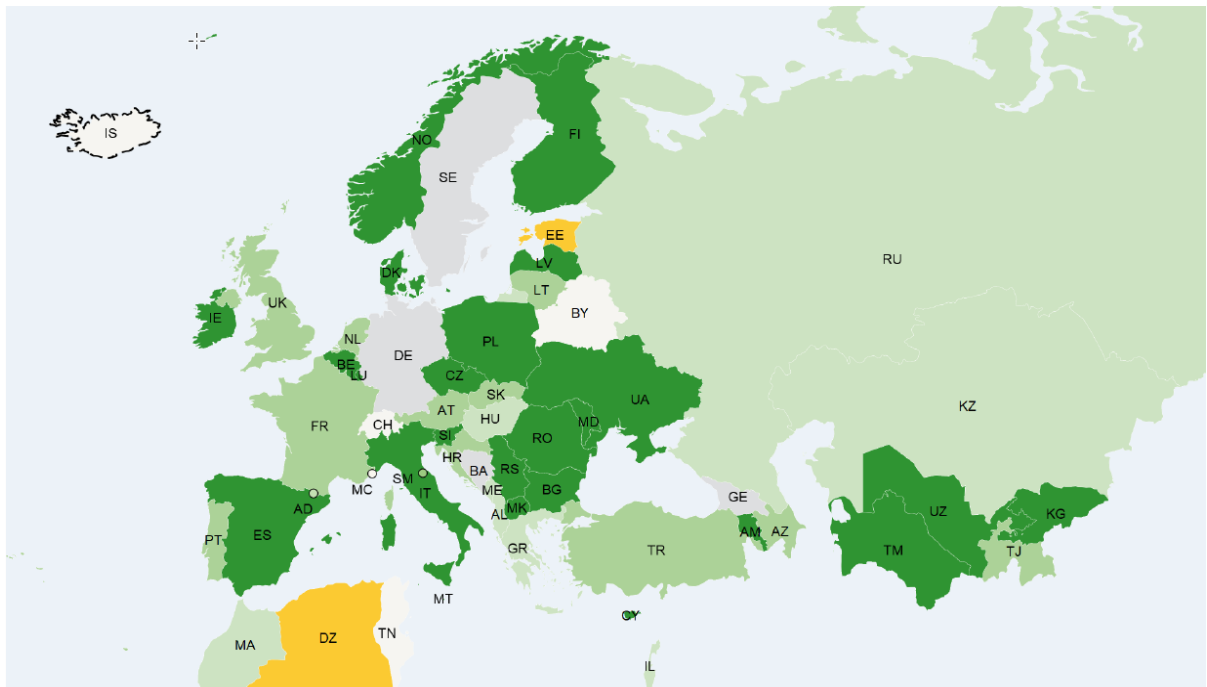 IS
NO
FI
SE
EE
RU
LV
DK
LT
UK
BY
IE
NL
PL
DE
BE
CZ
LU
SK
UA
KZ
AT
HU
FR
MD
CH
SI
RO
HR
RS
BA
SM
MC
IT
ME
BG
GE
AD
MK
UZ
KG
AL
ES
AM
AZ
PT
GR
TR
TM
TJ
MT
CY
TN
DZ
MA
IL